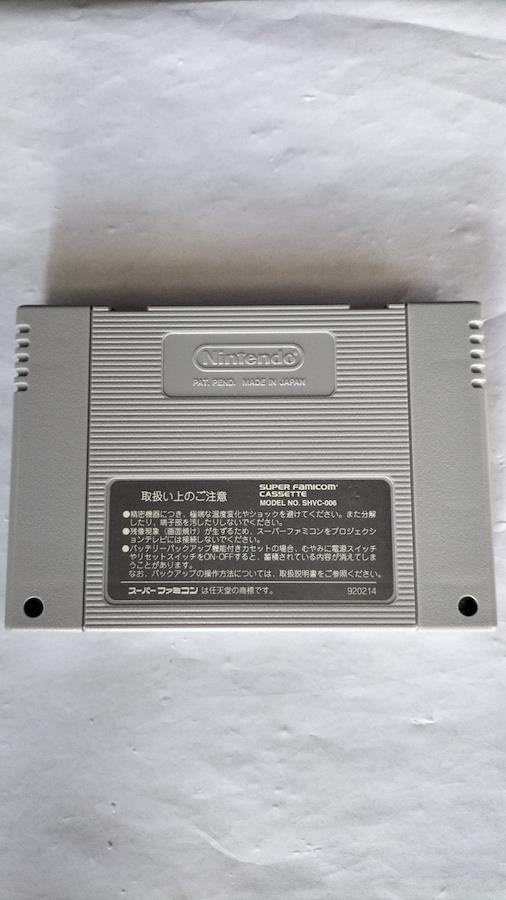 Nintendo
PAT. PEND. MADE IN JAPAN
取扱い上のご注意
SUPER FAMICOM
CASSETTE
MODEL NO. SHVC-006
●精密機器につき、極端な温度変化やショックを避けてください。また分解
したり、端子部を汚したりしないでください。
●残像現象（画面焼け）が生ずるため、スーパーファミコンをプロジェクシ
ョンテレビには接続しないでください。
●バッテリーバックアップ機能付きカセットの場合、むやみに電源スイッチ
やリセットスイッチをON-OFFすると、蓄積されている内容が消えてしま
うことがあります。
なお、バックアップの操作方法については、取扱説明書をご参照ください。
スーパーファミコン は任天堂の商標です。 920214